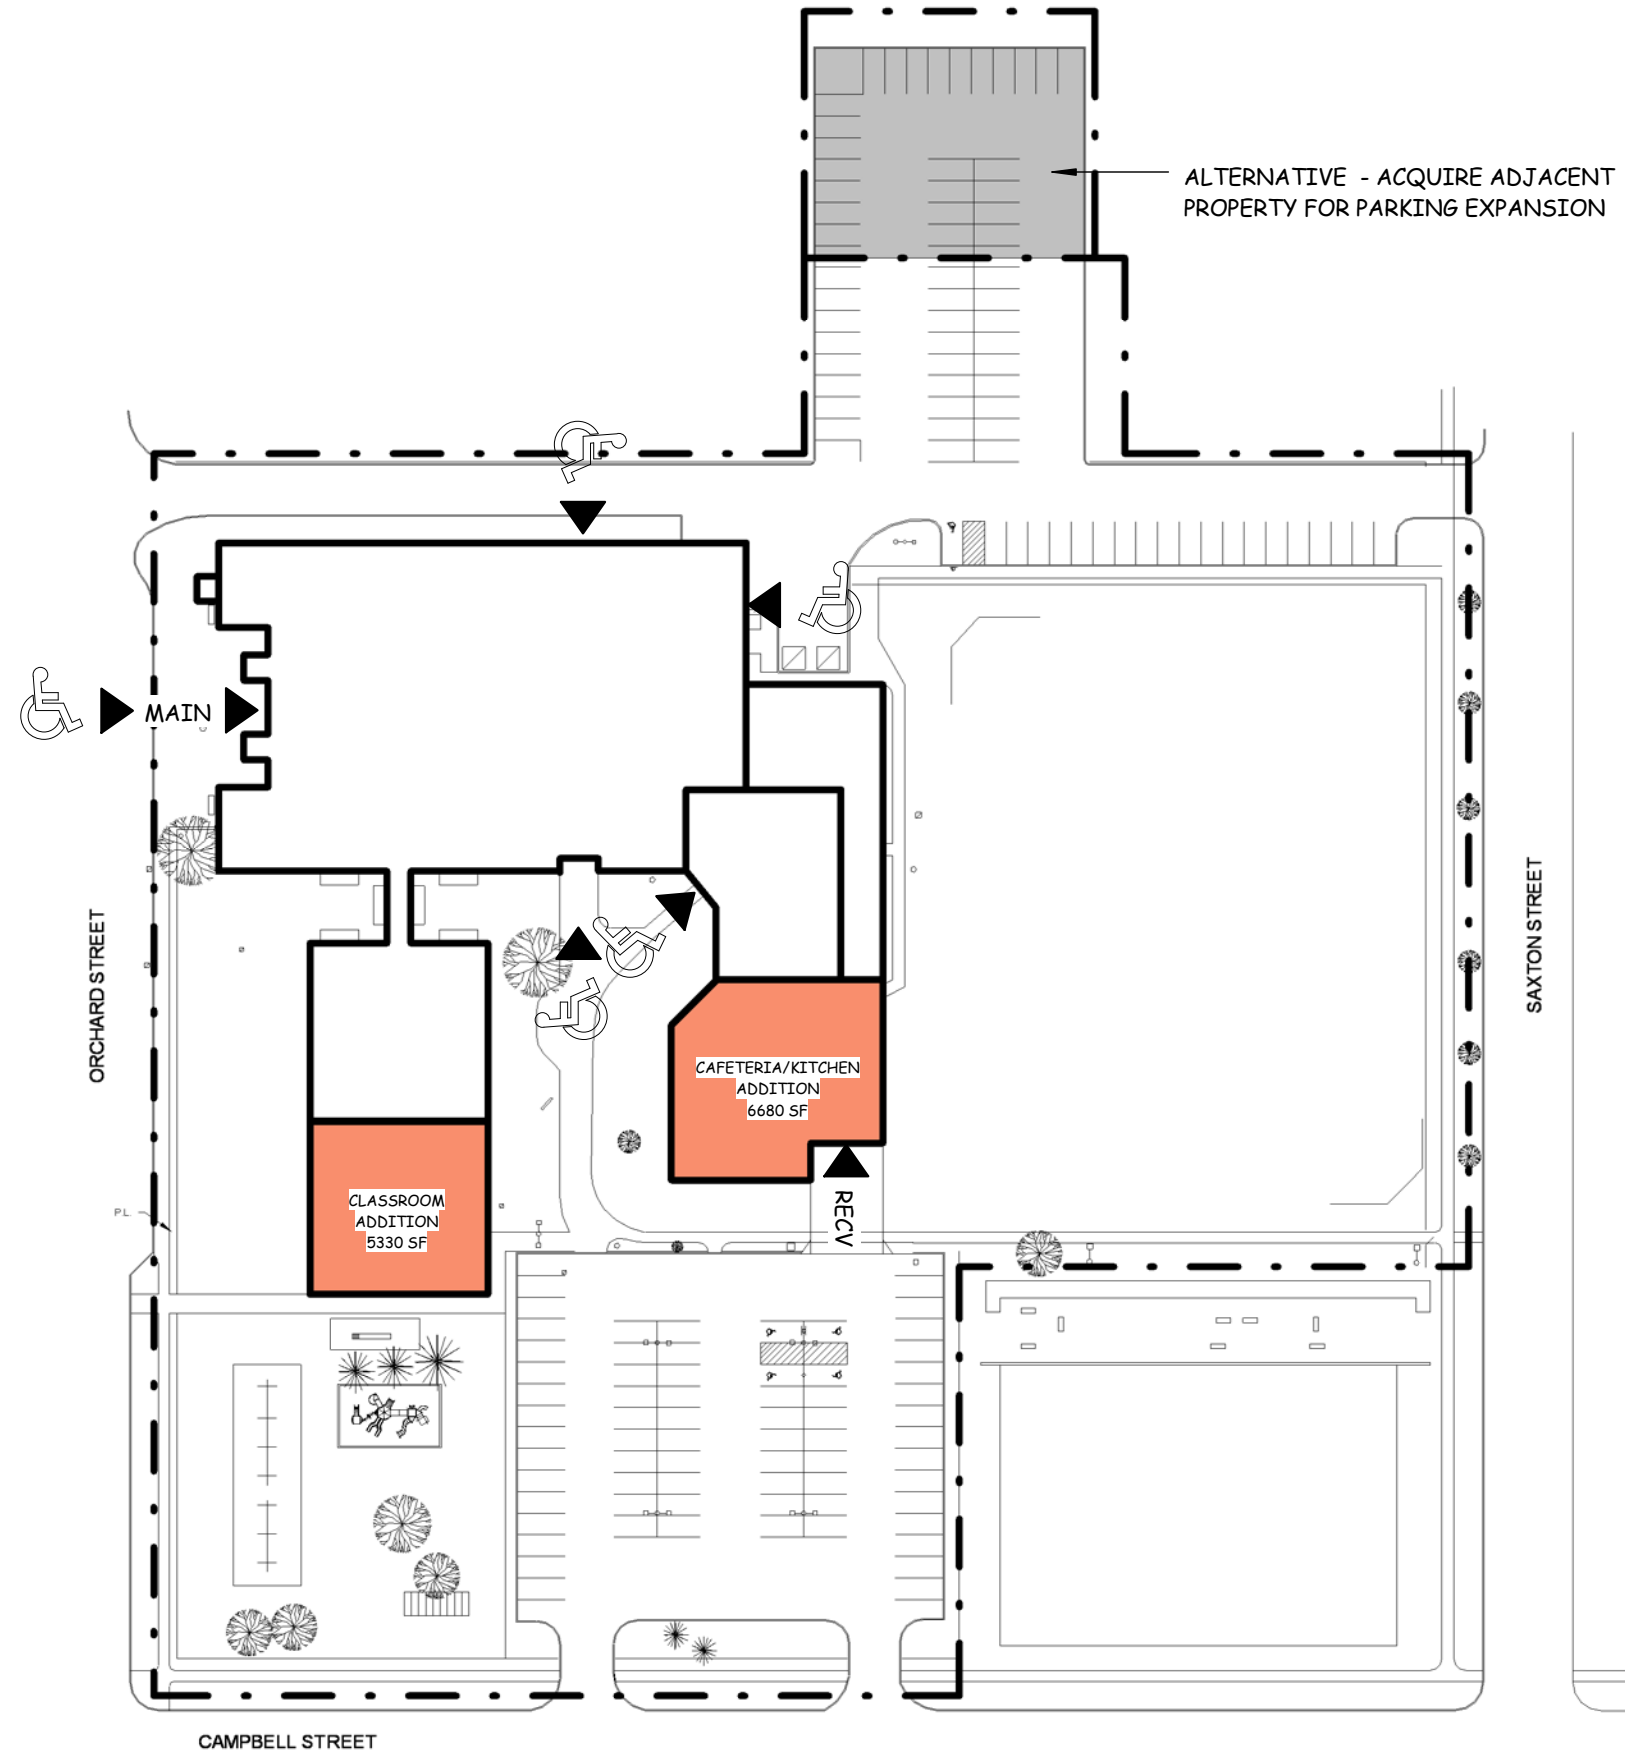 ALTERNATIVE - ACQUIRE ADJACENT
PROPERTY FOR PARKING EXPANSION
MAIN
ORCHARD STREET
SAXTON STREET
CAFETERIA/KITCHEN
ADDITION
6680 SF
CLASSROOM
ADDITION
5330 SF
RECV
PL
CAMPBELL STREET